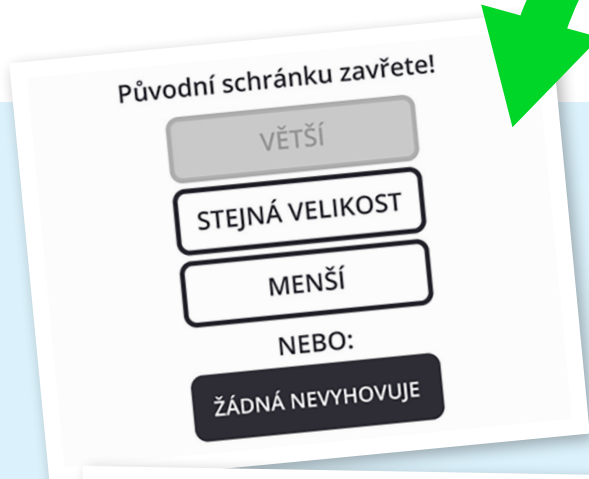 Původní schránku zavřete!
VĚTŠÍ
STEJNÁ VELIKOST
MENŠÍ
NEBO:
ŽÁDNÁ NEVYHOVUJE